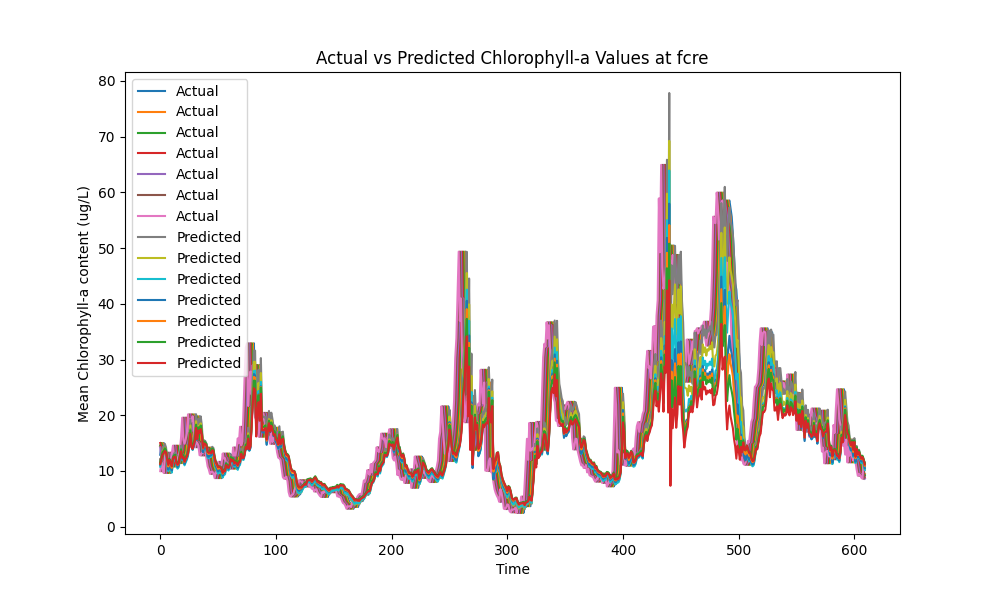 Actual vs Predicted Chlorophyll-a Values at fcre
80
70
60
50
40
30
20
10
0
Mean Chlorophyll-a content (ug/L)
Actual
Actual
Actual
Actual
Actual
Actual
Actual
Predicted
Predicted
Predicted
Predicted
Predicted
Predicted
Predicted
0 100 200 300 400 500 600
Time